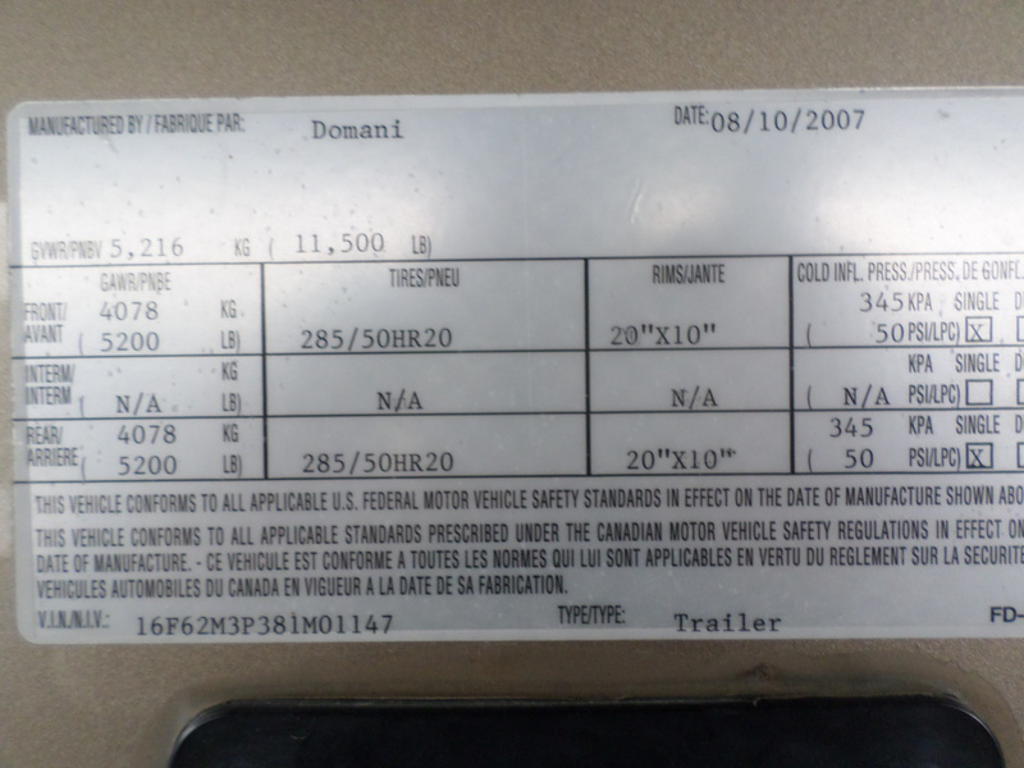 MANUFACTURED BY / FABRIQUE PAR: Domani DATE: 08/10/2007
GVWR/PNBV 5,216 KG ( 11,500 LB)
GAWR/PNBE TIRES/PNEU RIMS/JANTE COLD INFL. PRESS./PRESS. DE GONFL.
FRONT/ 4078 KG 345 KPA SINGLE D
AVANT ( 5200 LB) 285/50HR20 20"X10" ( 50 PSI/LPC) X
INTERM/ KG KPA SINGLE D
INTERM ( N/A LB) N/A N/A ( N/A PSI/LPC)
REAR/ 4078 KG 345 KPA SINGLE D
ARRIERE ( 5200 LB) 285/50HR20 20"X10" ( 50 PSI/LPC) X
THIS VEHICLE CONFORMS TO ALL APPLICABLE U.S. FEDERAL MOTOR VEHICLE SAFETY STANDARDS IN EFFECT ON THE DATE OF MANUFACTURE SHOWN ABO
THIS VEHICLE CONFORMS TO ALL APPLICABLE STANDARDS PRESCRIBED UNDER THE CANADIAN MOTOR VEHICLE SAFETY REGULATIONS IN EFFECT ON
DATE OF MANUFACTURE. - CE VEHICULE EST CONFORME A TOUTES LES NORMES QUI LUI SONT APPLICABLES EN VERTU DU REGLEMENT SUR LA SECURITE
VEHICULES AUTOMOBILES DU CANADA EN VIGUEUR A LA DATE DE SA FABRICATION.
V.I.N./N.I.V.: 16F62M3P381M01147 TYPE/TYPE: Trailer FD-